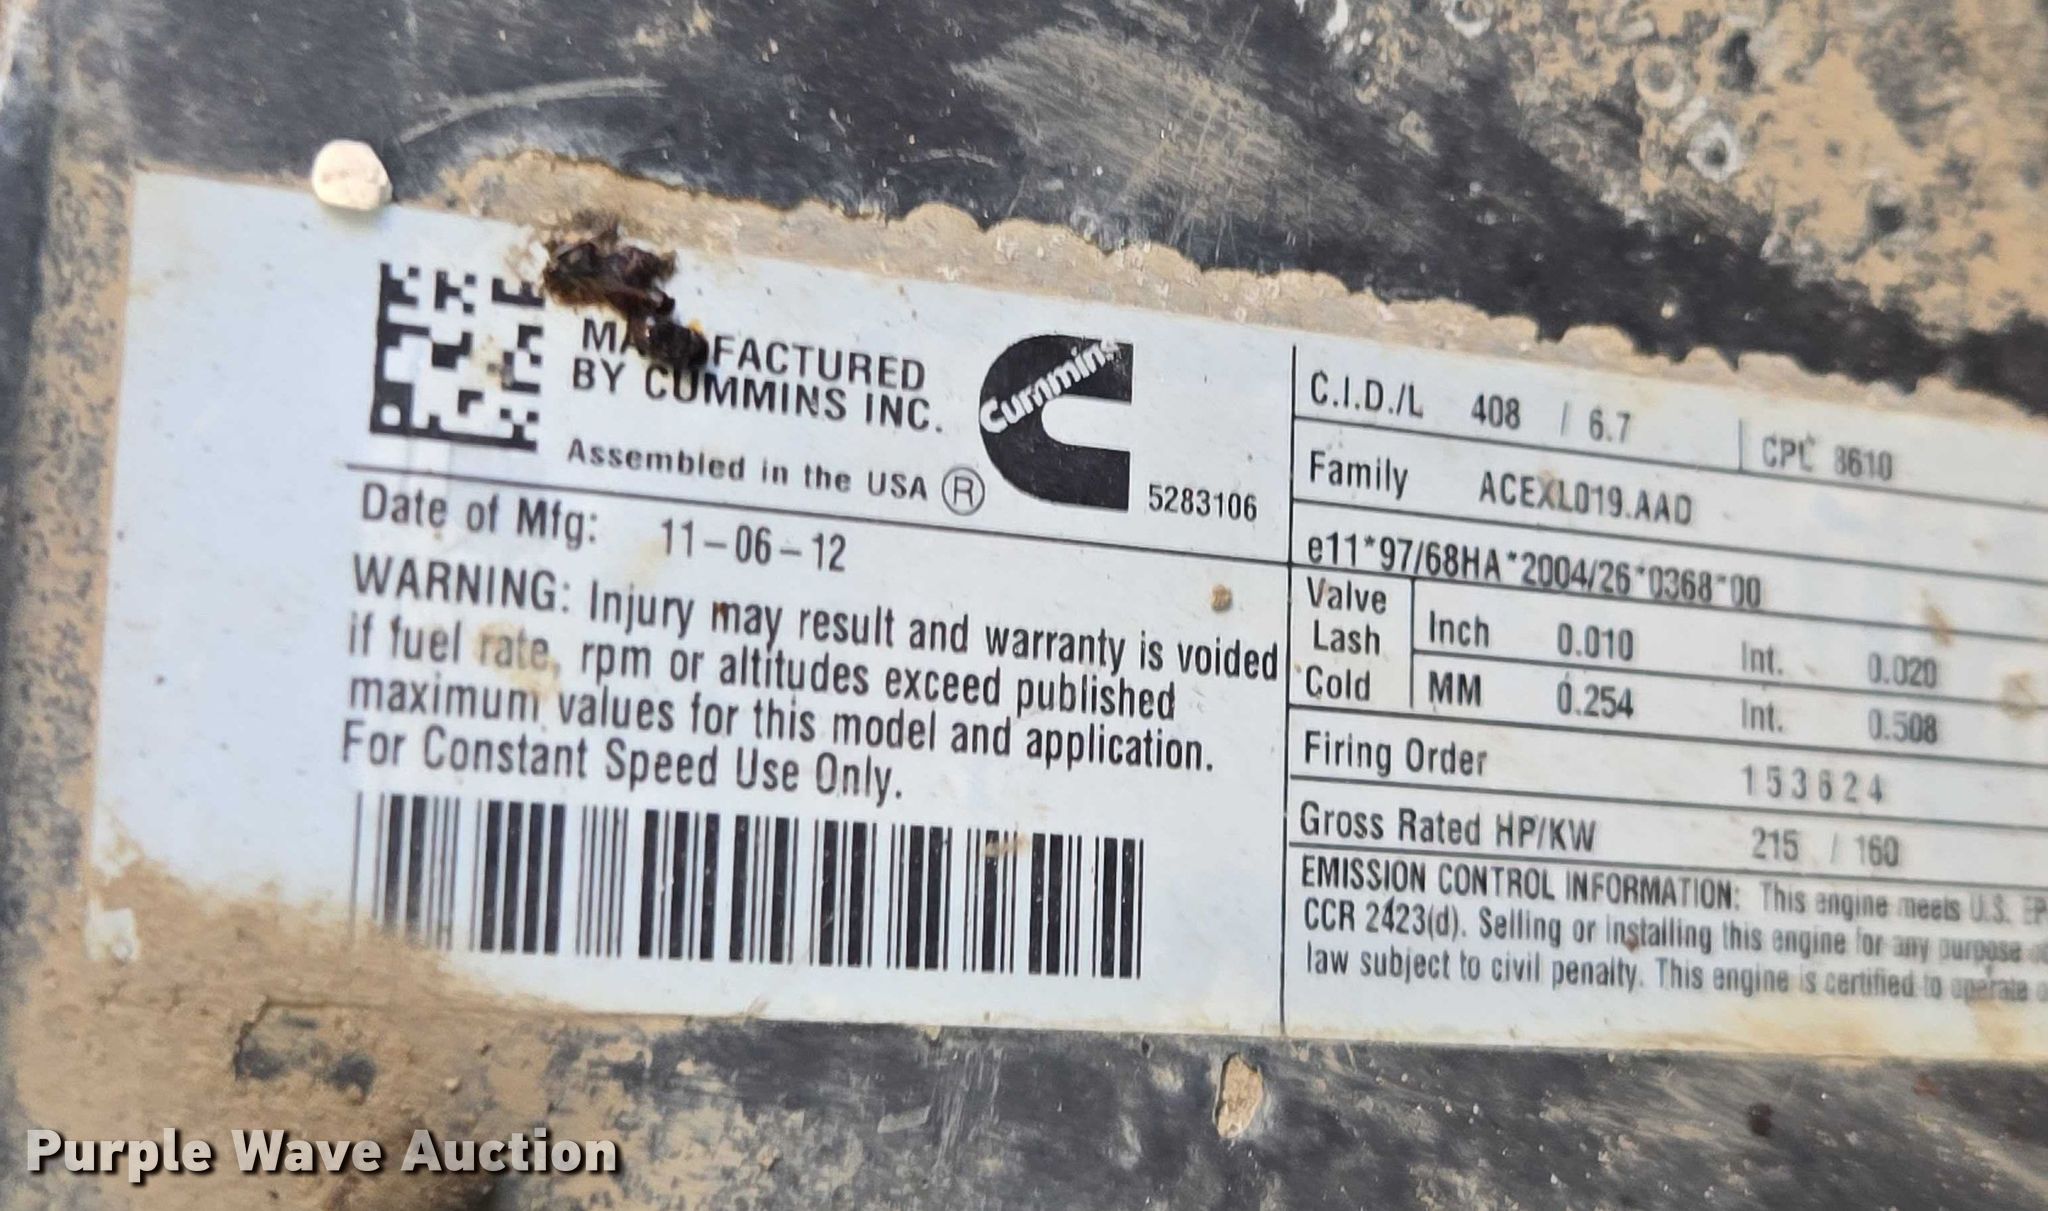 MANUFACTURED
BY CUMMINS INC.
Assembled in the USA ®
Cummins
5283106
Date of Mfg: 11-06-12
WARNING: Injury may result and warranty is voided
if fuel rate, rpm or altitudes exceed published
maximum values for this model and application.
For Constant Speed Use Only.
C.I.D./L 408 / 6.7 CPL 8610
Family ACEXL019.AAD
e11*97/68HA*2004/26*0368*00
Valve Lash Cold
Inch 0.010 Int. 0.020
MM 0.254 Int. 0.508
Firing Order 153624
Gross Rated HP/KW 215 / 160
EMISSION CONTROL INFORMATION: This engine meets U.S.
CCR 2423(d). Selling or installing this engine for any purpose
law subject to civil penalty. This engine is certified to operate
Purple Wave Auction